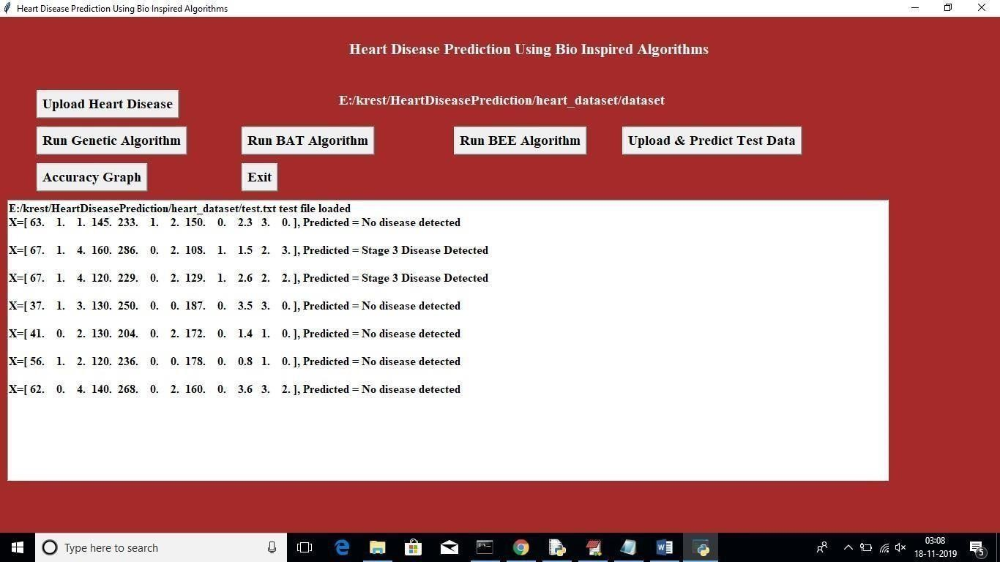 Heart Disease Prediction Using Bio Inspired Algorithms
Heart Disease Prediction Using Bio Inspired Algorithms
Upload Heart Disease
E:/krest/HeartDiseasePrediction/heart_dataset/dataset
Run Genetic Algorithm
Run BAT Algorithm
Run BEE Algorithm
Upload & Predict Test Data
Accuracy Graph
Exit
E:/krest/HeartDiseasePrediction/heart_dataset/test.txt test file loaded
X=[ 63. 1. 1. 145. 233. 1. 2. 150. 0. 2.3 3. 0. ], Predicted = No disease detected
X=[ 67. 1. 4. 160. 286. 0. 2. 108. 1. 1.5 2. 3. ], Predicted = Stage 3 Disease Detected
X=[ 67. 1. 4. 120. 229. 0. 2. 129. 1. 2.6 2. 2. ], Predicted = Stage 3 Disease Detected
X=[ 37. 1. 3. 130. 250. 0. 0. 187. 0. 3.5 3. 0. ], Predicted = No disease detected
X=[ 41. 0. 2. 130. 204. 0. 2. 172. 0. 1.4 1. 0. ], Predicted = No disease detected
X=[ 56. 1. 2. 120. 236. 0. 0. 178. 0. 0.8 1. 0. ], Predicted = No disease detected
X=[ 62. 0. 4. 140. 268. 0. 2. 160. 0. 3.6 3. 2. ], Predicted = No disease detected
Type here to search
03:08
18-11-2019
5